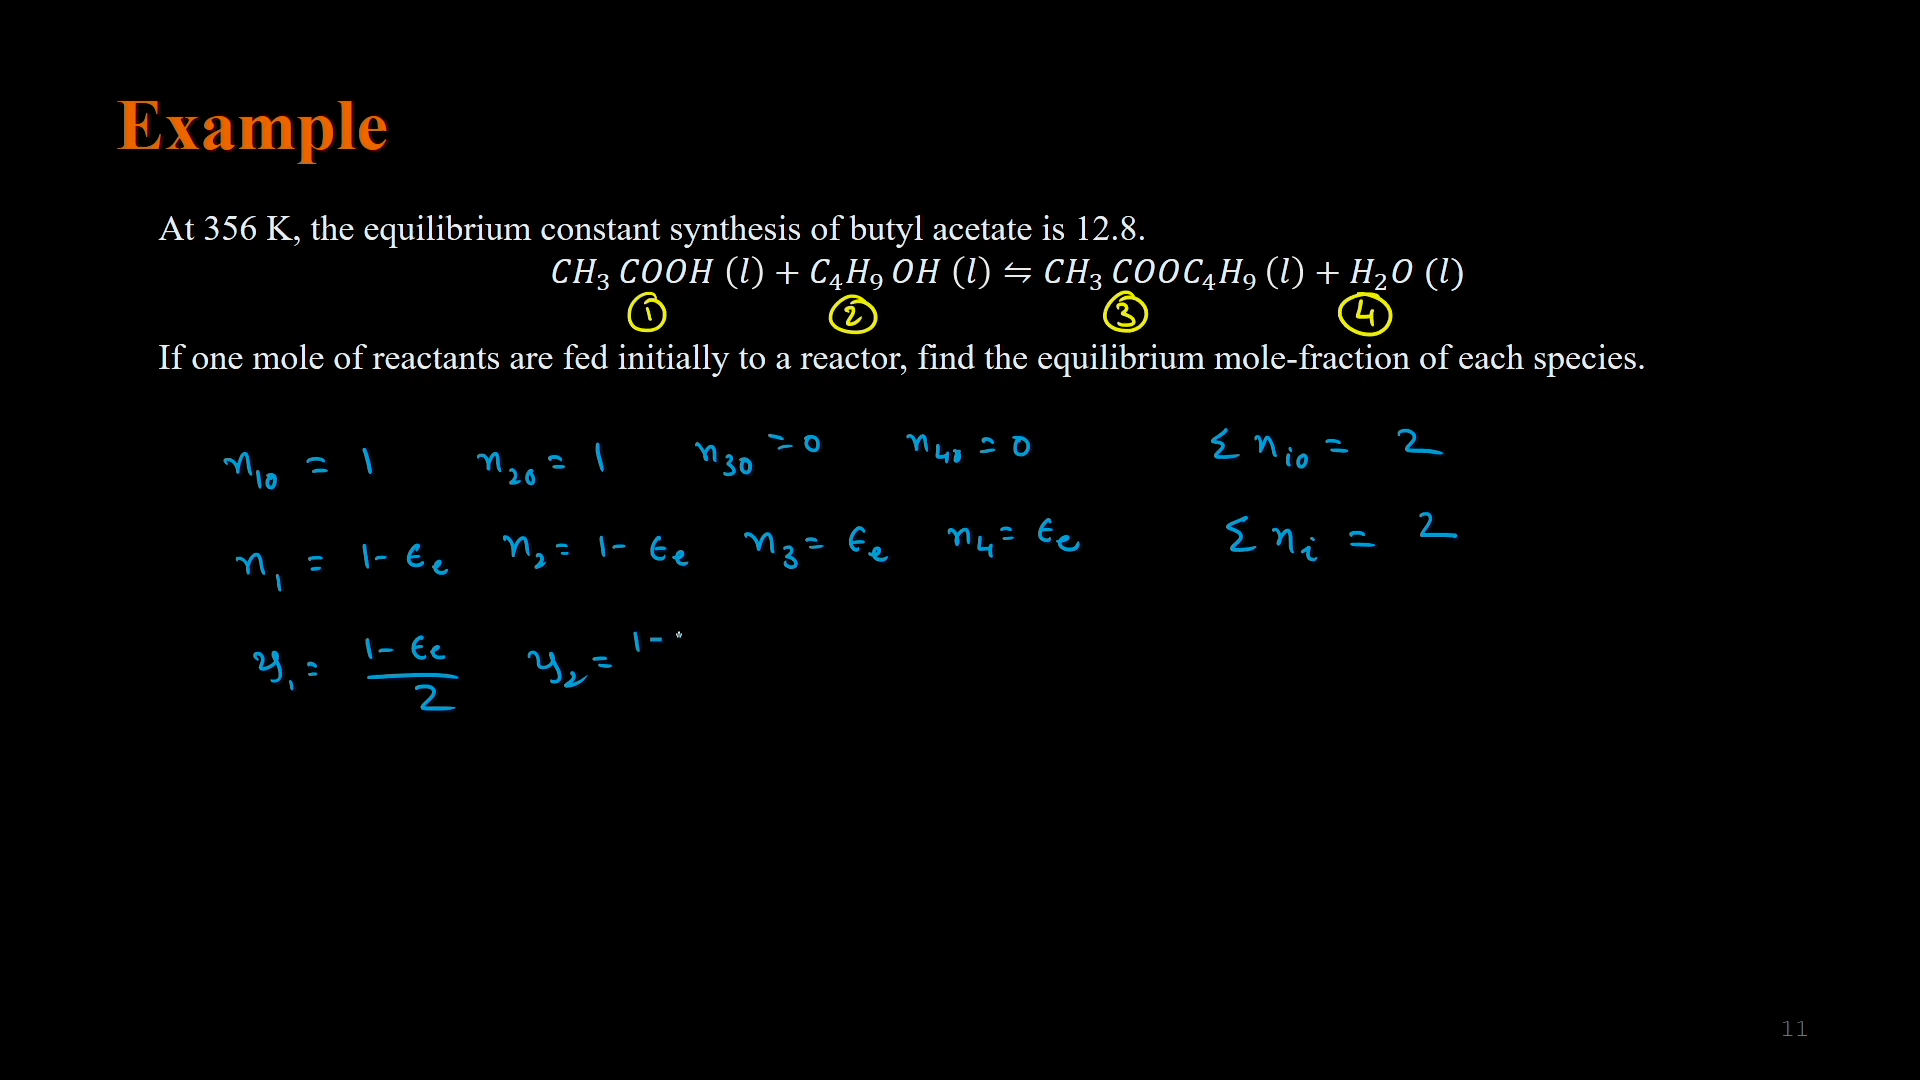 Example
At 356 K, the equilibrium constant synthesis of butyl acetate is 12.8.
CH₃ COOH (l) + C₄H₉ OH (l) ⇋ CH₃ COOC₄H₉ (l) + H₂O (l)
① ② ③ ④
If one mole of reactants are fed initially to a reactor, find the equilibrium mole-fraction of each species.
n₁₀ = 1 n₂₀ = 1 n₃₀ = 0 n₄₀ = 0 Σ nᵢ₀ = 2
n₁ = 1- ϵₑ n₂ = 1- ϵₑ n₃ = ϵₑ n₄ = ϵₑ Σ nᵢ = 2
y₁ = (1- ϵₑ)/2 y₂ = 1-
11